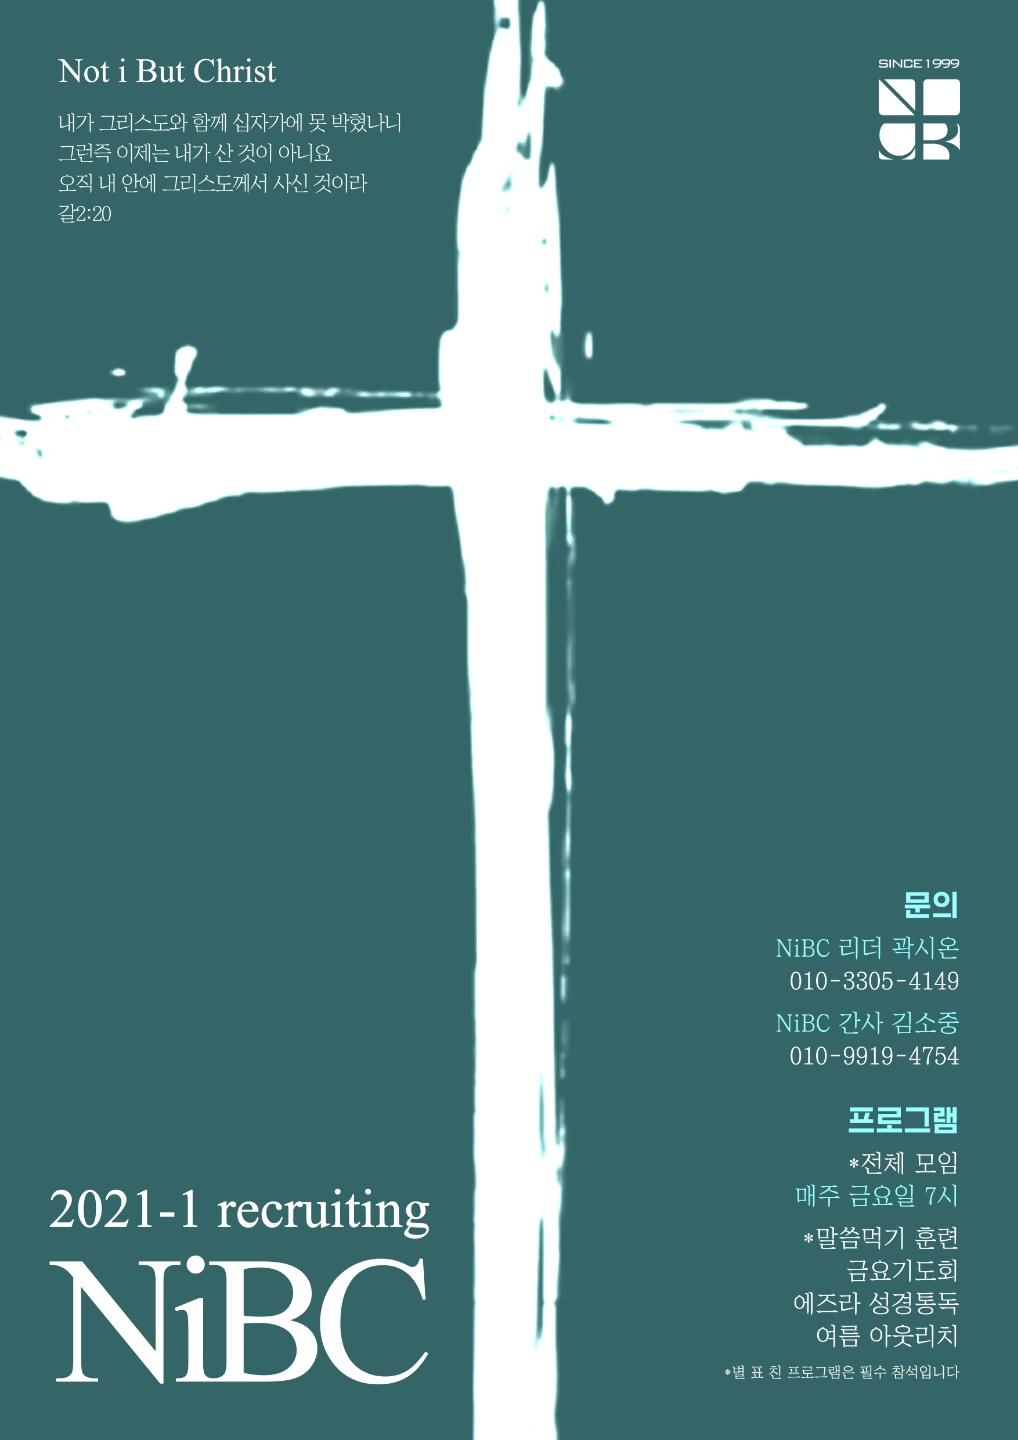 Not i But Christ
내가 그리스도와 함께 십자가에 못 박혔나니
그런즉 이제는 내가 산 것이 아니요
오직 내 안에 그리스도께서 사신 것이라
갈2:20
SINCE 1999
문의
NiBC 리더 곽시온
010-3305-4149
NiBC 간사 김소중
010-9919-4754
프로그램
*전체 모임
매주 금요일 7시
*말씀먹기 훈련
금요기도회
에즈라 성경통독
여름 아웃리치
*별 표 친 프로그램은 필수 참석입니다
2021-1 recruiting
NiBC